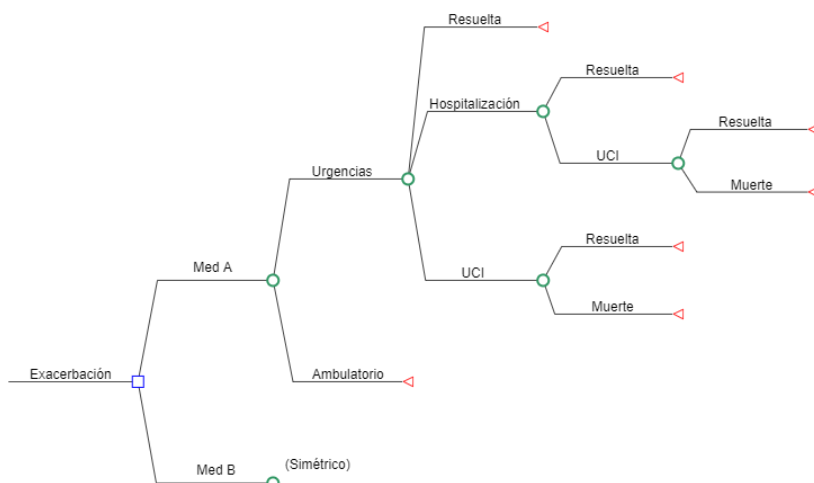 Resuelta
Resuelta
Hospitalización
Resuelta
UCI
Urgencias
Muerte
Resuelta
Med A
UCI
Muerte
Exacerbación
Ambulatorio
Med B
(Simétrico)